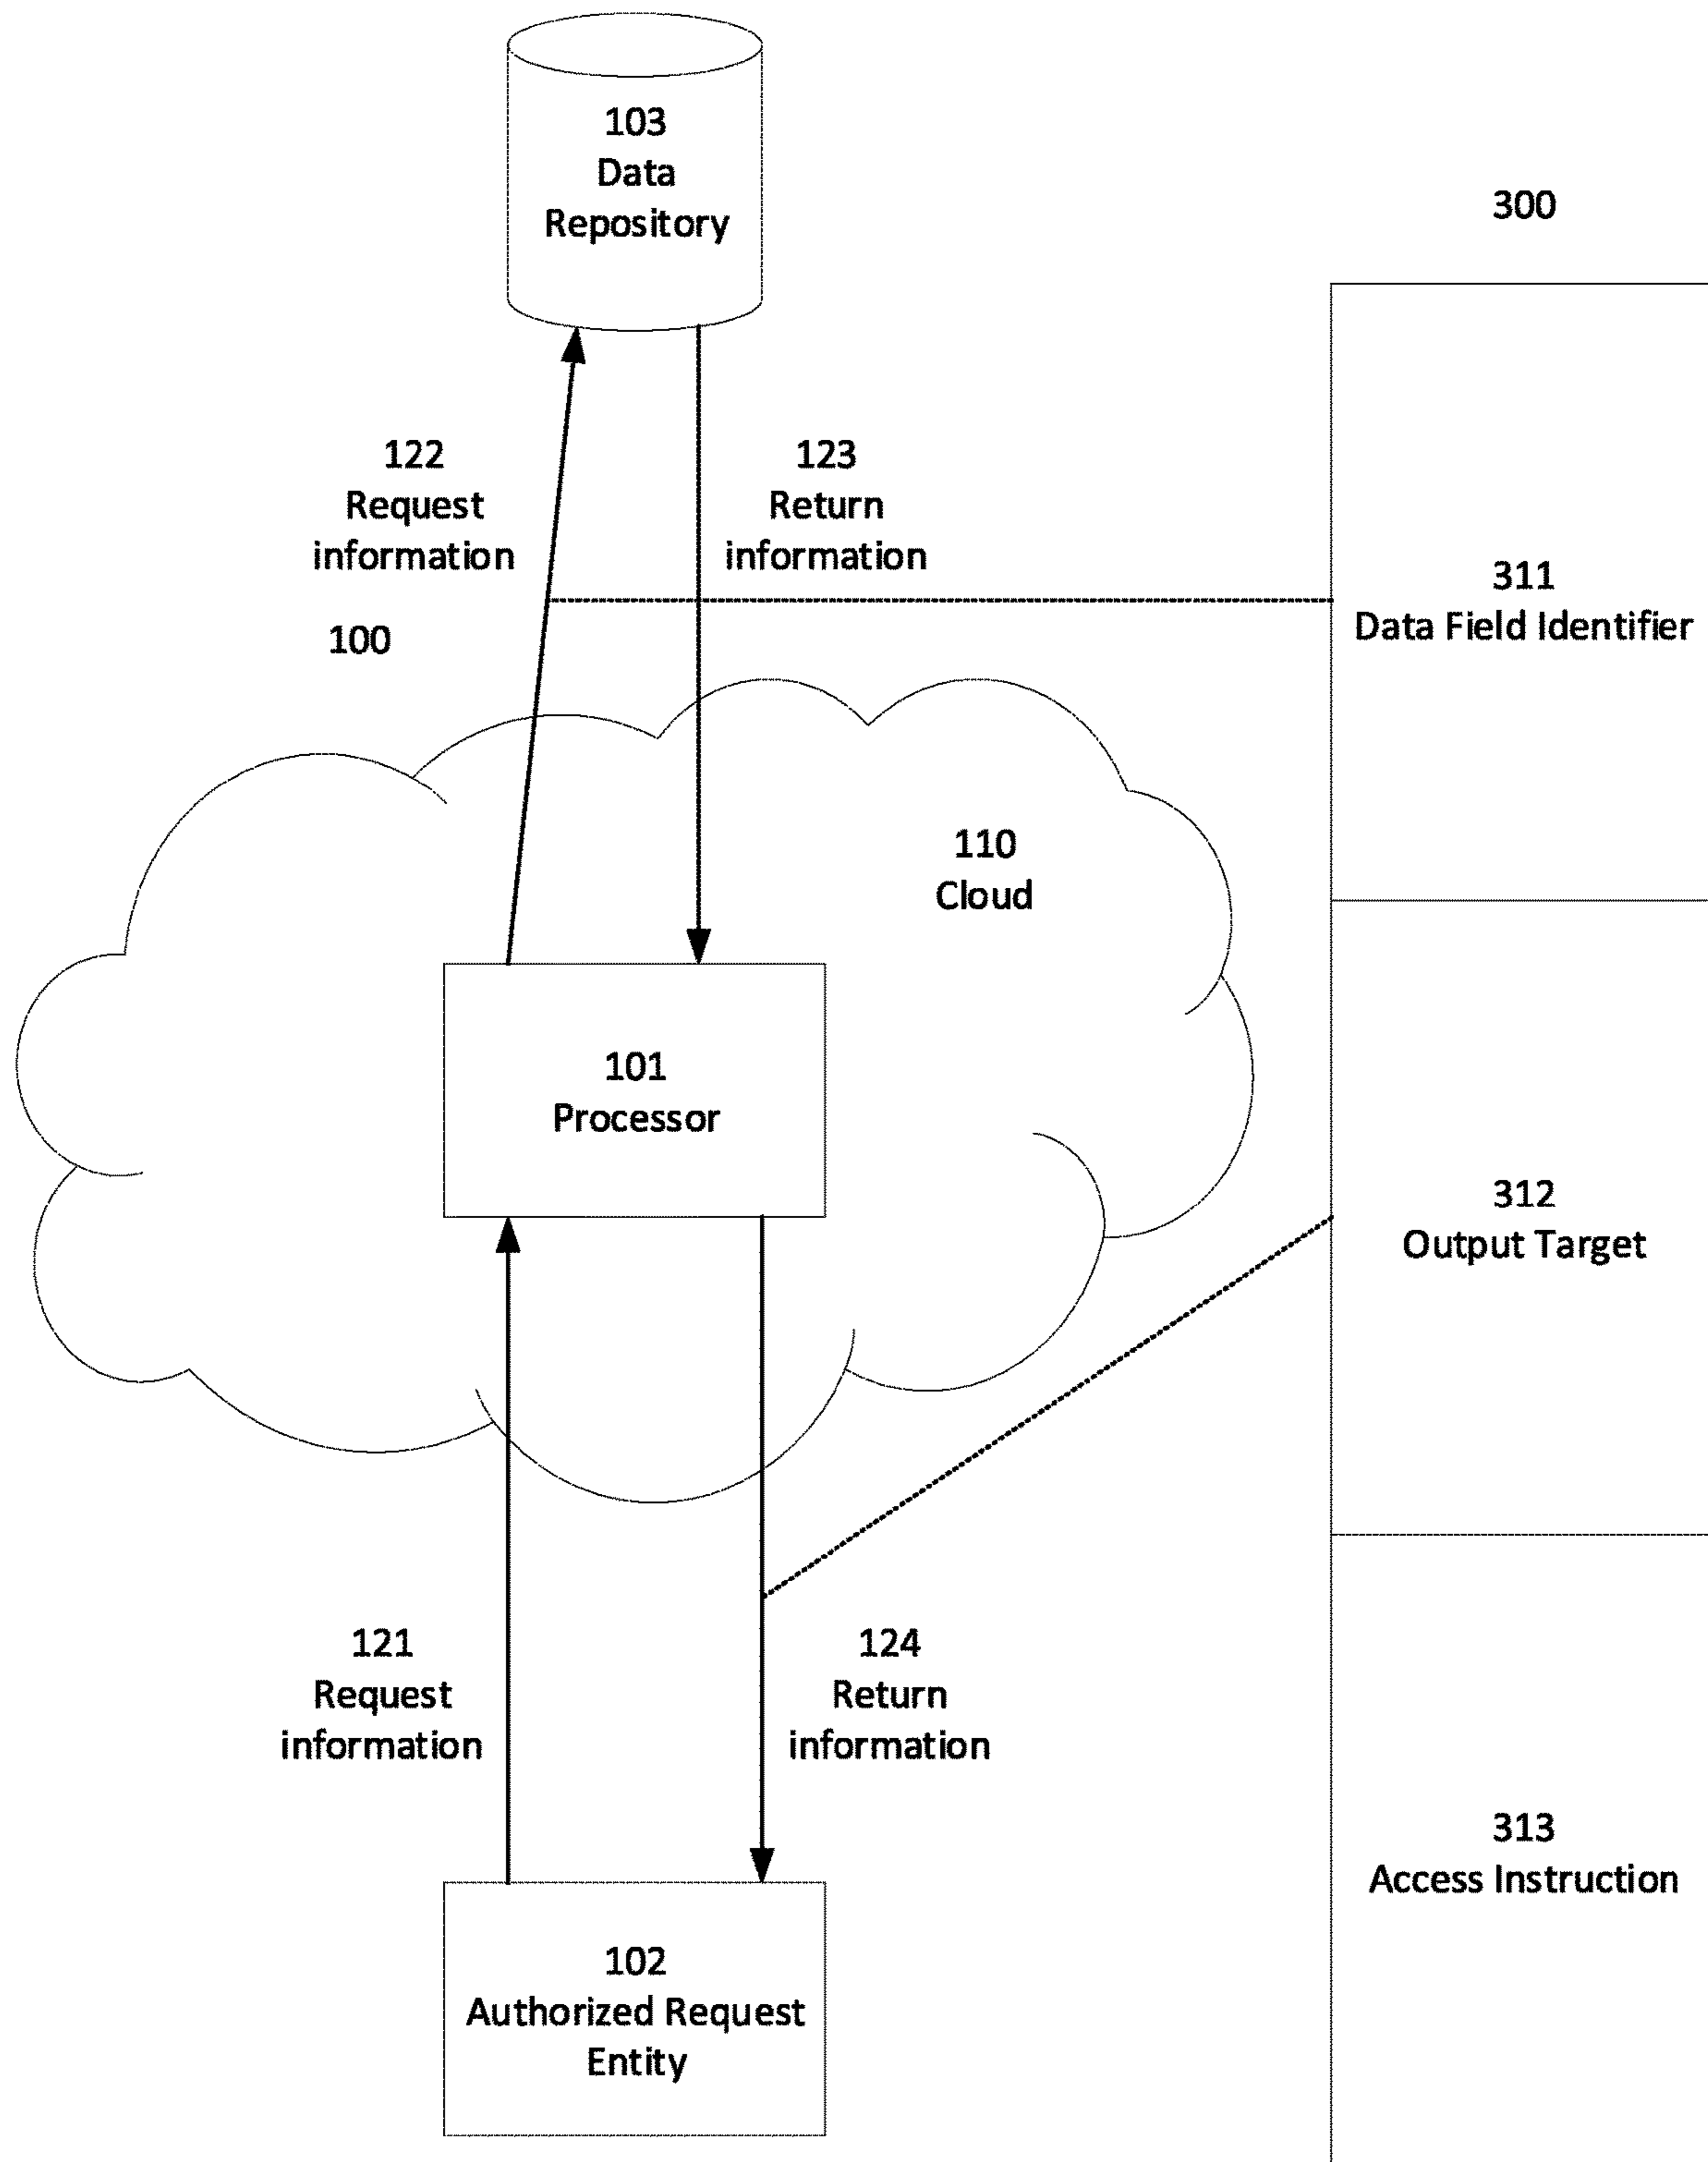 103
Data
Repository
300
122
Request
information
123
Return
information
311
Data Field Identifier
100
110
Cloud
101
Processor
312
Output Target
121
Request
information
124
Return
information
313
Access Instruction
102
Authorized Request
Entity